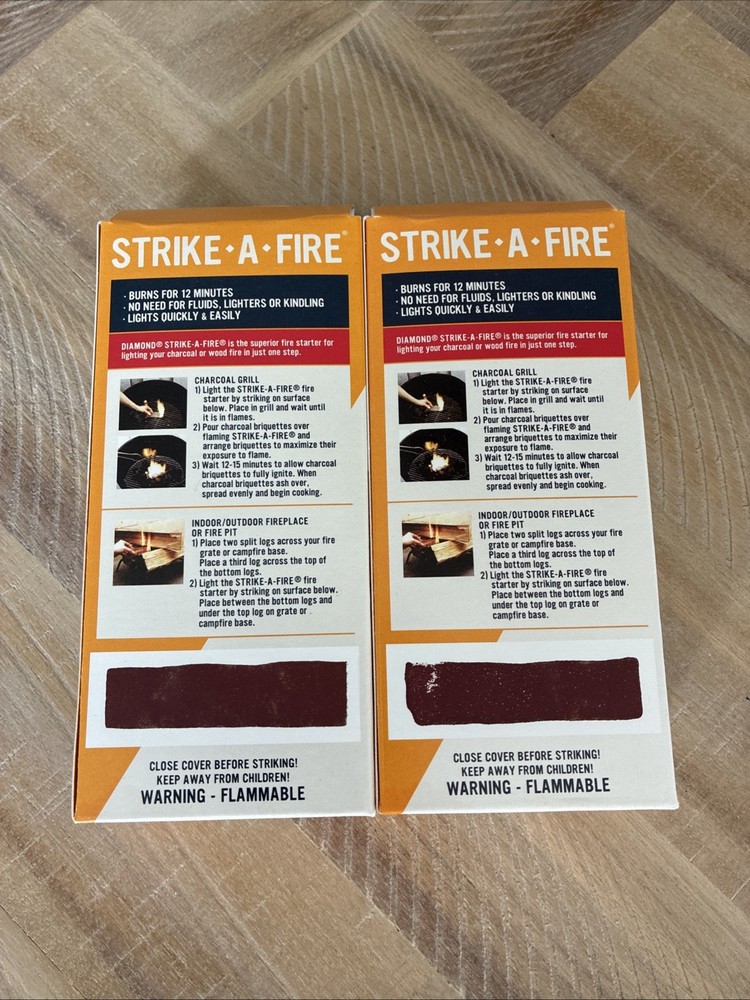 STRIKE·A·FIRE®
· BURNS FOR 12 MINUTES
· NO NEED FOR FLUIDS, LIGHTERS OR KINDLING
· LIGHTS QUICKLY & EASILY
DIAMOND® STRIKE-A-FIRE® is the superior fire starter for
lighting your charcoal or wood fire in just one step.
CHARCOAL GRILL
1) Light the STRIKE-A-FIRE® fire
starter by striking on surface
below. Place in grill and wait until
it is in flames.
2) Pour charcoal briquettes over
flaming STRIKE-A-FIRE® and
arrange briquettes to maximize their
exposure to flame.
3) Wait 12-15 minutes to allow charcoal
briquettes to fully ignite. When
charcoal briquettes ash over,
spread evenly and begin cooking.
INDOOR/OUTDOOR FIREPLACE
OR FIRE PIT
1) Place two split logs across your fire
grate or campfire base.
Place a third log across the top of
the bottom logs.
2) Light the STRIKE-A-FIRE® fire
starter by striking on surface below.
Place between the bottom logs and
under the top log on grate or
campfire base.
CLOSE COVER BEFORE STRIKING!
KEEP AWAY FROM CHILDREN!
WARNING - FLAMMABLE
STRIKE·A·FIRE®
· BURNS FOR 12 MINUTES
· NO NEED FOR FLUIDS, LIGHTERS OR KINDLING
· LIGHTS QUICKLY & EASILY
DIAMOND® STRIKE-A-FIRE® is the superior fire starter for
lighting your charcoal or wood fire in just one step.
CHARCOAL GRILL
1) Light the STRIKE-A-FIRE® fire
starter by striking on surface
below. Place in grill and wait until
it is in flames.
2) Pour charcoal briquettes over
flaming STRIKE-A-FIRE® and
arrange briquettes to maximize their
exposure to flame.
3) Wait 12-15 minutes to allow charcoal
briquettes to fully ignite. When
charcoal briquettes ash over,
spread evenly and begin cooking.
INDOOR/OUTDOOR FIREPLACE
OR FIRE PIT
1) Place two split logs across your fire
grate or campfire base.
Place a third log across the top of
the bottom logs.
2) Light the STRIKE-A-FIRE® fire
starter by striking on surface below.
Place between the bottom logs and
under the top log on grate or
campfire base.
CLOSE COVER BEFORE STRIKING!
KEEP AWAY FROM CHILDREN!
WARNING - FLAMMABLE